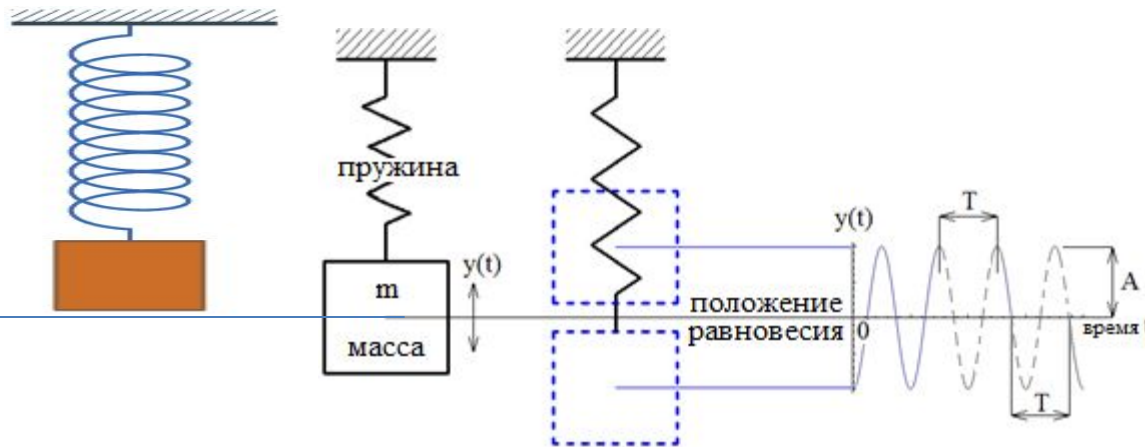 пружина
m
масса
y(t)
положение
равновесия
y(t)
0
T
A
время t
T